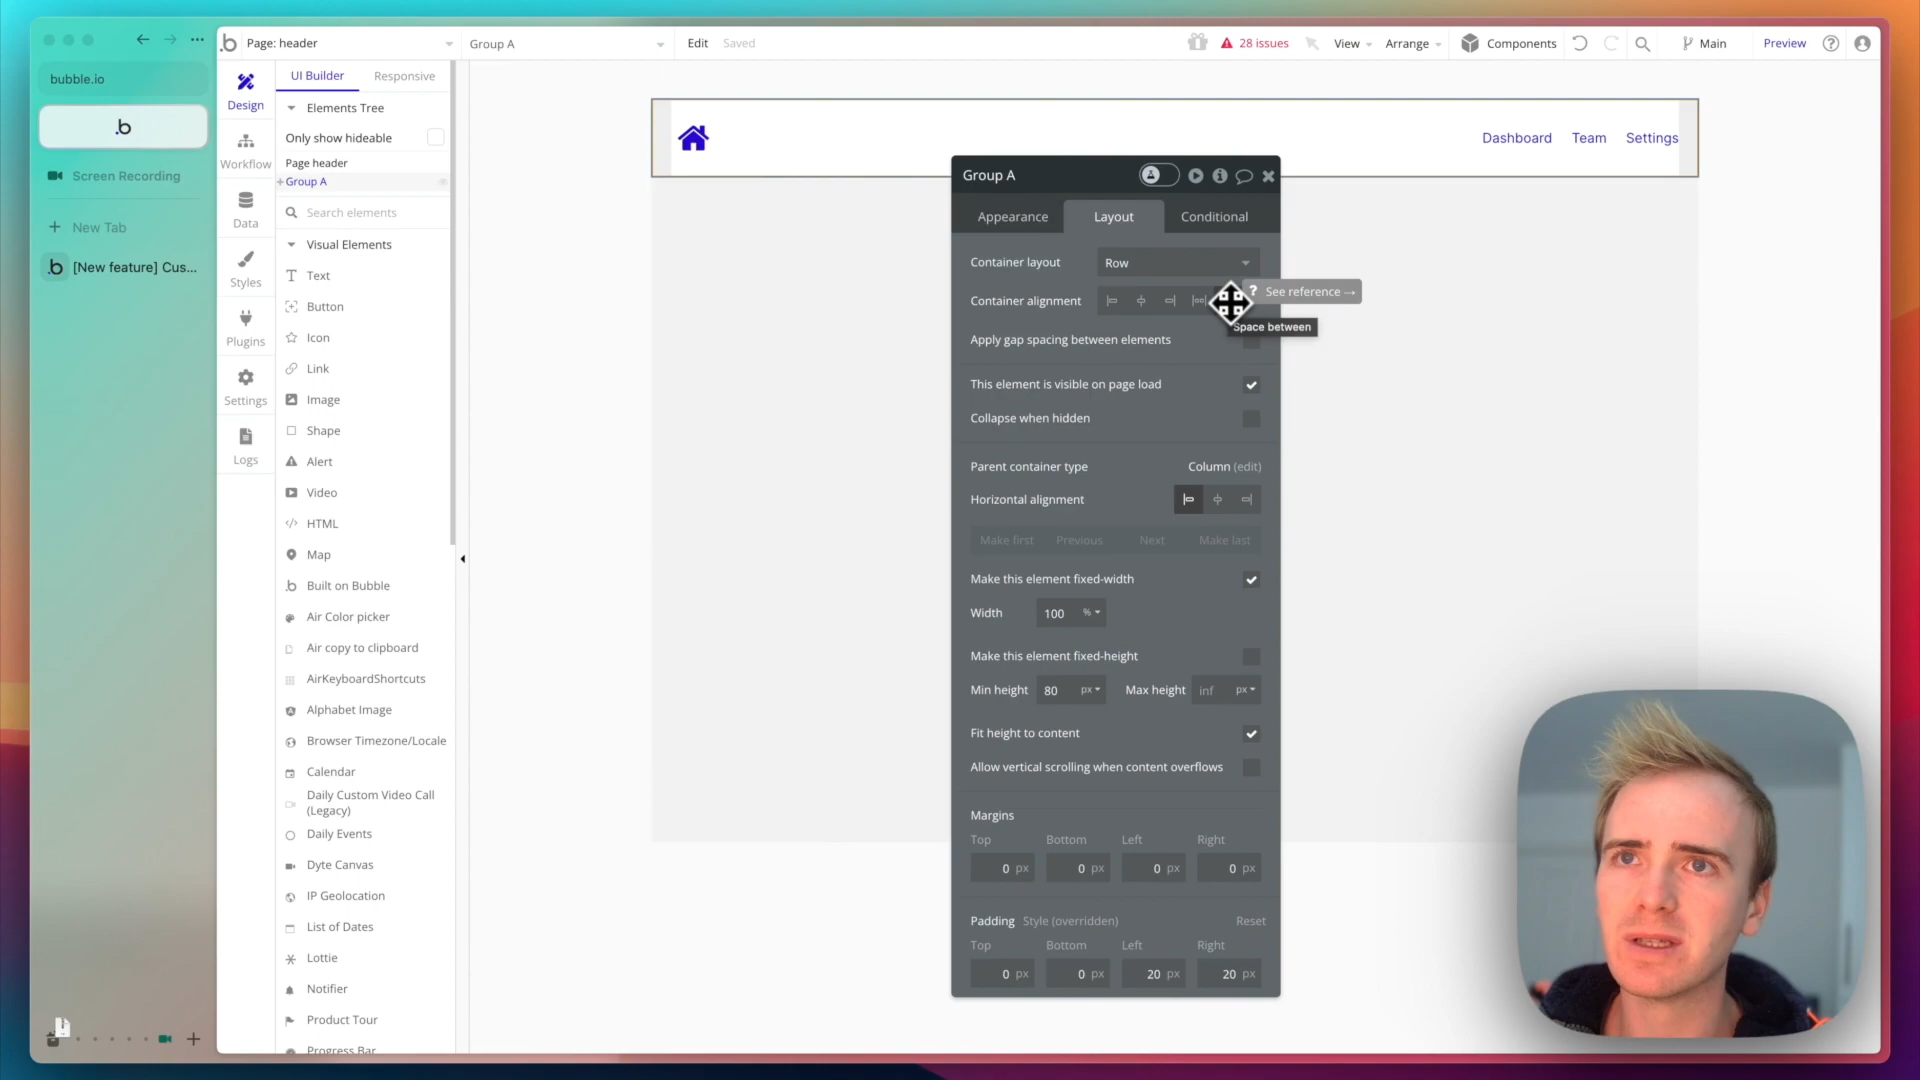 bubble.io
Screen Recording
New Tab
[New feature] Cus...
Page: header
Group A
Edit
Saved
28 issues
View
Arrange
Components
Main
Preview
Design
Workflow
Data
Styles
Plugins
Settings
Logs
UI Builder
Responsive
Elements Tree
Only show hideable
Page header
Group A
Search elements
Visual Elements
Text
Button
Icon
Link
Image
Shape
Alert
Video
HTML
Map
Built on Bubble
Air Color picker
Air copy to clipboard
AirKeyboardShortcuts
Alphabet Image
Browser Timezone/Locale
Calendar
Daily Custom Video Call
(Legacy)
Daily Events
Dyte Canvas
IP Geolocation
List of Dates
Lottie
Notifier
Product Tour
Progress Bar
Dashboard Team Settings
Group A
Appearance Layout Conditional
Container layout Row
Container alignment
? See reference →
Space between
Apply gap spacing between elements
This element is visible on page load
Collapse when hidden
Parent container type Column (edit)
Horizontal alignment
Make first Previous Next Make last
Make this element fixed-width
Width 100 %
Make this element fixed-height
Min height 80 px Max height inf px
Fit height to content
Allow vertical scrolling when content overflows
Margins
Top Bottom Left Right
0 px 0 px 0 px 0 px
Padding Style (overridden) Reset
Top Bottom Left Right
0 px 0 px 20 px 20 px